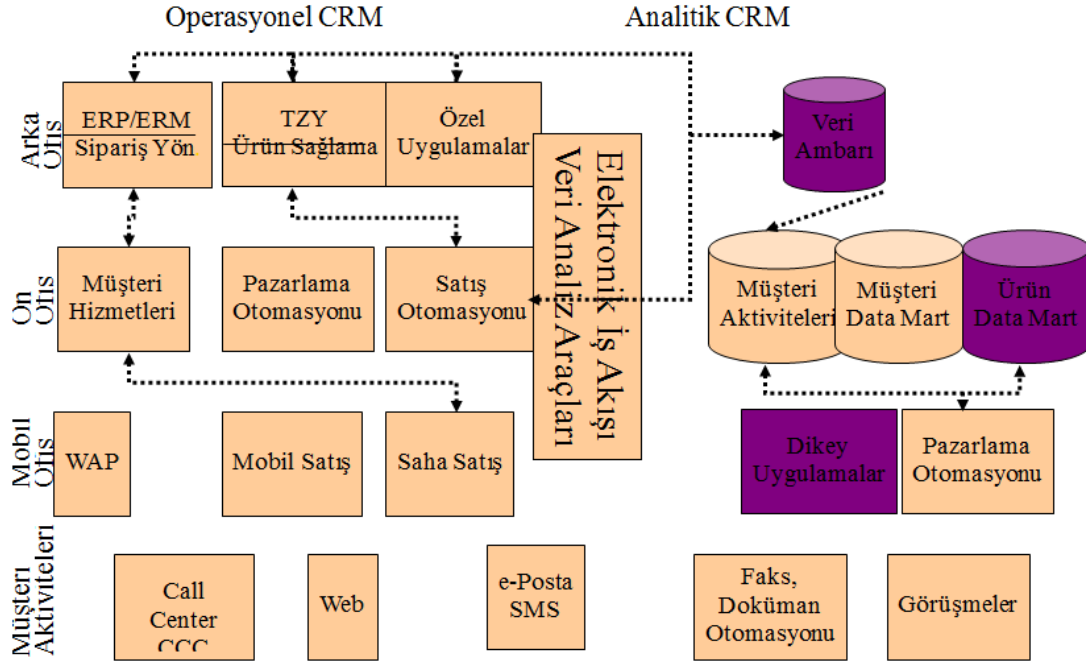 Operasyonel CRM
Analitik CRM
Arka
Ofis
ERP/ERM
Sipariş Yön
TZY
Ürün Sağlama
Özel
Uygulamalar
Elektronik İş Akışı
Veri Analiz Araçları
Veri
Ambarı
Ön
Ofis
Müşteri
Hizmetleri
Pazarlama
Otomasyonu
Satış
Otomasyonu
Müşteri
Aktiviteleri
Müşteri
Data Mart
Ürün
Data Mart
Mobil
Ofis
WAP
Mobil Satış
Saha Satış
Dikey
Uygulamalar
Pazarlama
Otomasyonu
Müşteri
Aktiviteleri
Call
Center
CCC
Web
e-Posta
SMS
Faks,
Doküman
Otomasyonu
Görüşmeler